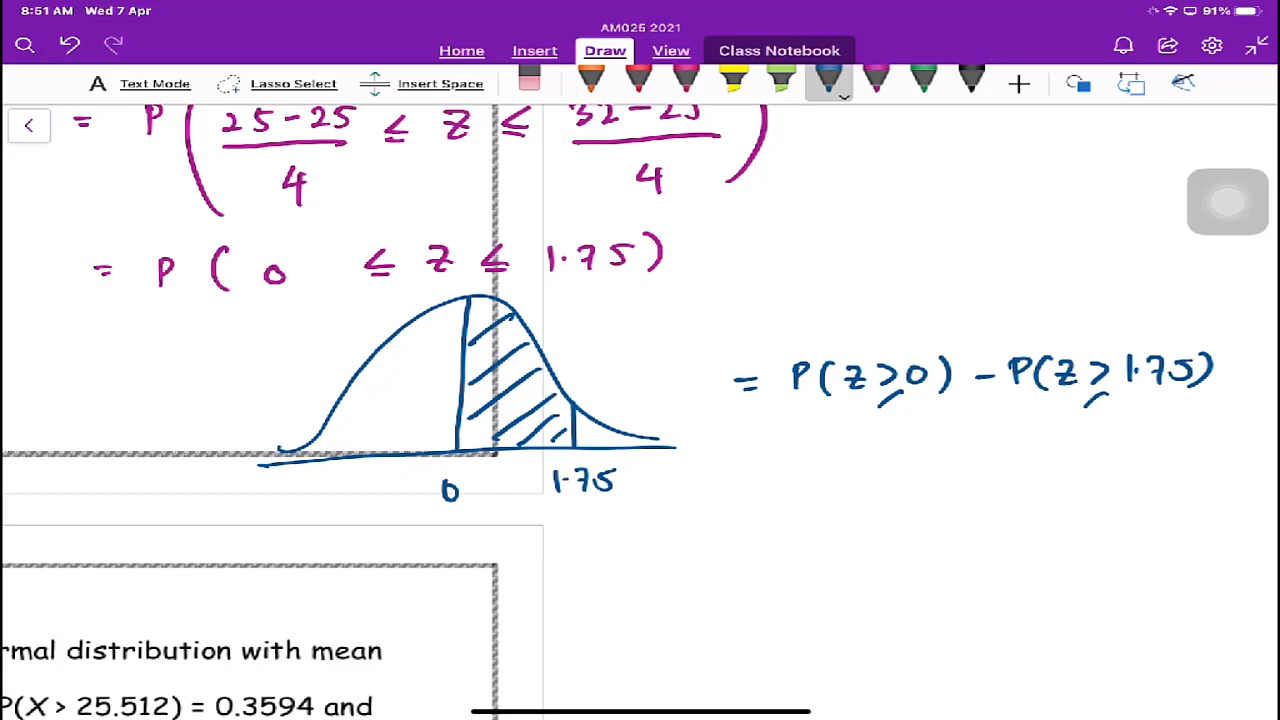 8:51 AM Wed 7 Apr
91%
AM025 2021
Home Insert Draw View Class Notebook
A Text Mode Lasso Select Insert Space
= P ( 25-25 / 4 ≤ Z ≤ 32-25 / 4 )
= P ( 0 ≤ Z ≤ 1.75 )
= P(Z ≥ 0) - P(Z ≥ 1.75)
0 1.75
rmal distribution with mean
P(X > 25.512) = 0.3594 and